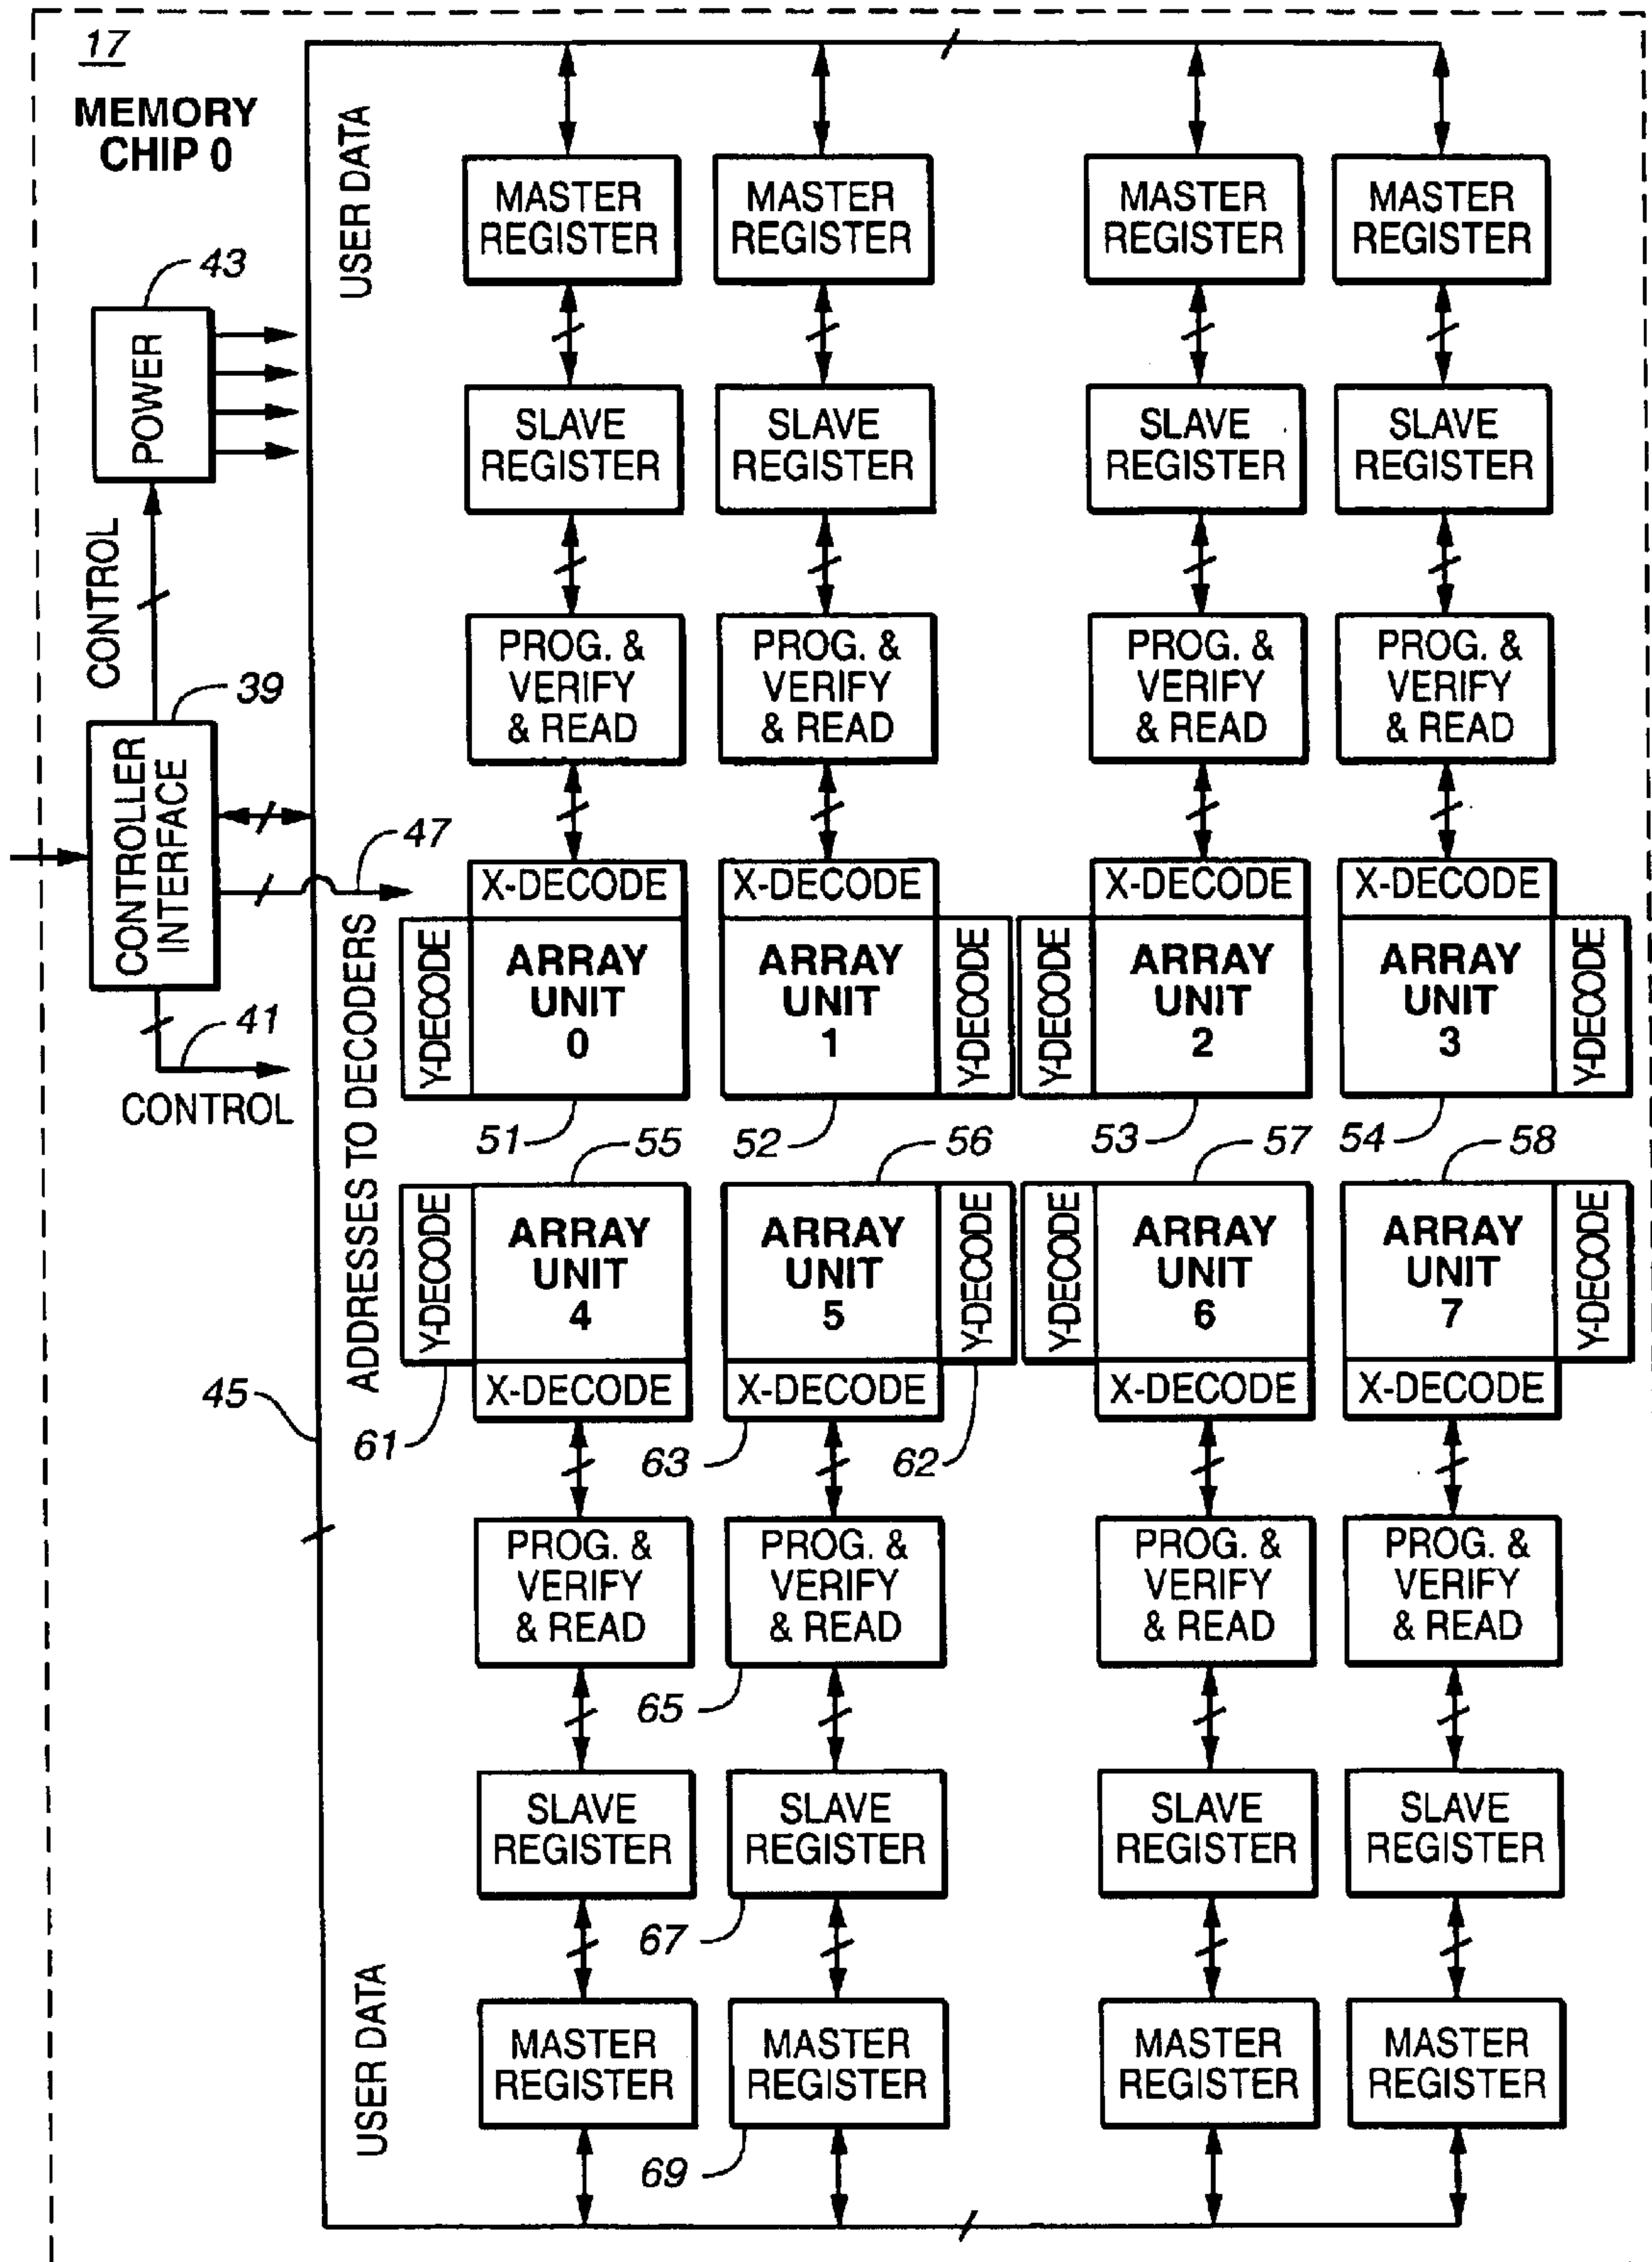 17
MEMORY
CHIP 0
USER DATA
MASTER
REGISTER
MASTER
REGISTER
MASTER
REGISTER
MASTER
REGISTER
43
POWER
SLAVE
REGISTER
SLAVE
REGISTER
SLAVE
REGISTER
SLAVE
REGISTER
CONTROL
PROG. &
VERIFY
& READ
PROG. &
VERIFY
& READ
PROG. &
VERIFY
& READ
PROG. &
VERIFY
& READ
39
CONTROLLER
INTERFACE
47
41
CONTROL
ADDRESSES TO DECODERS
X-DECODE
Y-DECODE
ARRAY
UNIT
0
51
X-DECODE
ARRAY
UNIT
1
Y-DECODE
52
X-DECODE
Y-DECODE
ARRAY
UNIT
2
53
X-DECODE
ARRAY
UNIT
3
Y-DECODE
54
55
Y-DECODE
ARRAY
UNIT
4
X-DECODE
61
56
ARRAY
UNIT
5
Y-DECODE
X-DECODE
63
62
57
Y-DECODE
ARRAY
UNIT
6
X-DECODE
58
ARRAY
UNIT
7
Y-DECODE
X-DECODE
45
PROG. &
VERIFY
& READ
PROG. &
VERIFY
& READ
PROG. &
VERIFY
& READ
PROG. &
VERIFY
& READ
65
SLAVE
REGISTER
SLAVE
REGISTER
SLAVE
REGISTER
SLAVE
REGISTER
67
USER DATA
MASTER
REGISTER
MASTER
REGISTER
MASTER
REGISTER
MASTER
REGISTER
69